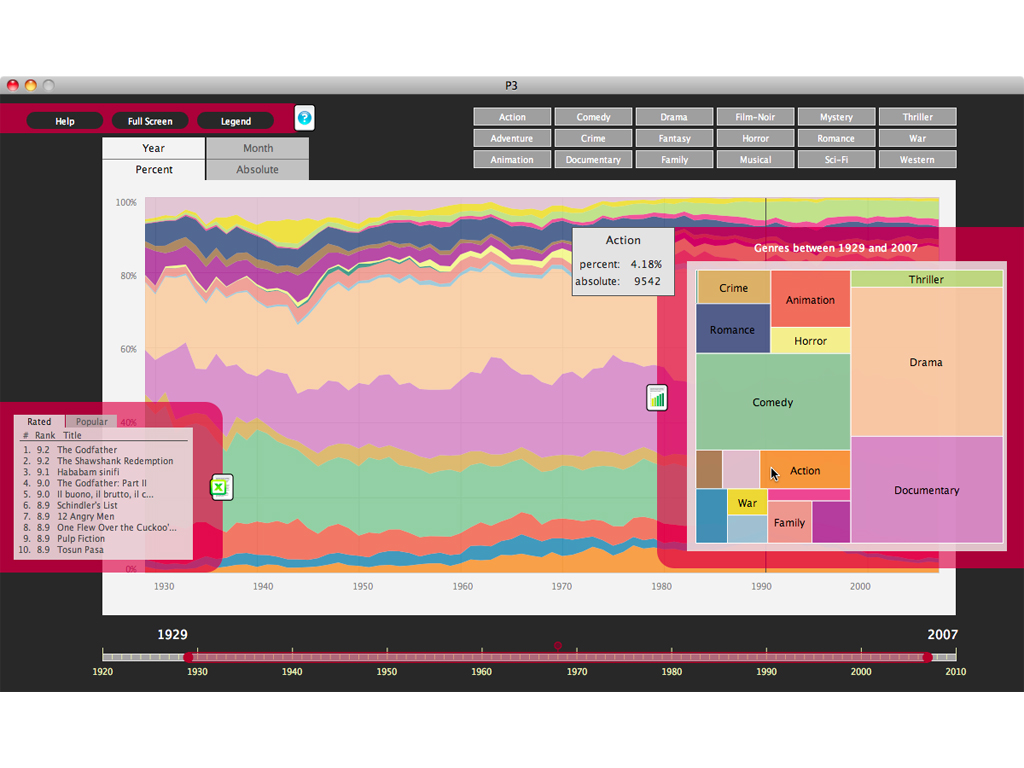 P3
Help Full Screen Legend ?
Action Comedy Drama Film-Noir Mystery Thriller
Adventure Crime Fantasy Horror Romance War
Animation Documentary Family Musical Sci-Fi Western
Year Month
Percent Absolute
100%
80%
60%
40%
0%
Action
percent: 4.18%
absolute: 9542
Genres between 1929 and 2007
Crime
Animation
Thriller
Romance
Horror
Drama
Comedy
Action
Documentary
War
Family
Rated Popular
# Rank Title
1. 9.2 The Godfather
2. 9.2 The Shawshank Redemption
3. 9.1 Hababam sinifi
4. 9.0 The Godfather: Part II
5. 9.0 Il buono, il brutto, il c...
6. 8.9 Schindler's List
7. 8.9 12 Angry Men
8. 8.9 One Flew Over the Cuckoo'...
9. 8.9 Pulp Fiction
10. 8.9 Tosun Pasa
X
1930 1940 1950 1960 1970 1980 1990 2000
1929 2007
1920 1930 1940 1950 1960 1970 1980 1990 2000 2010